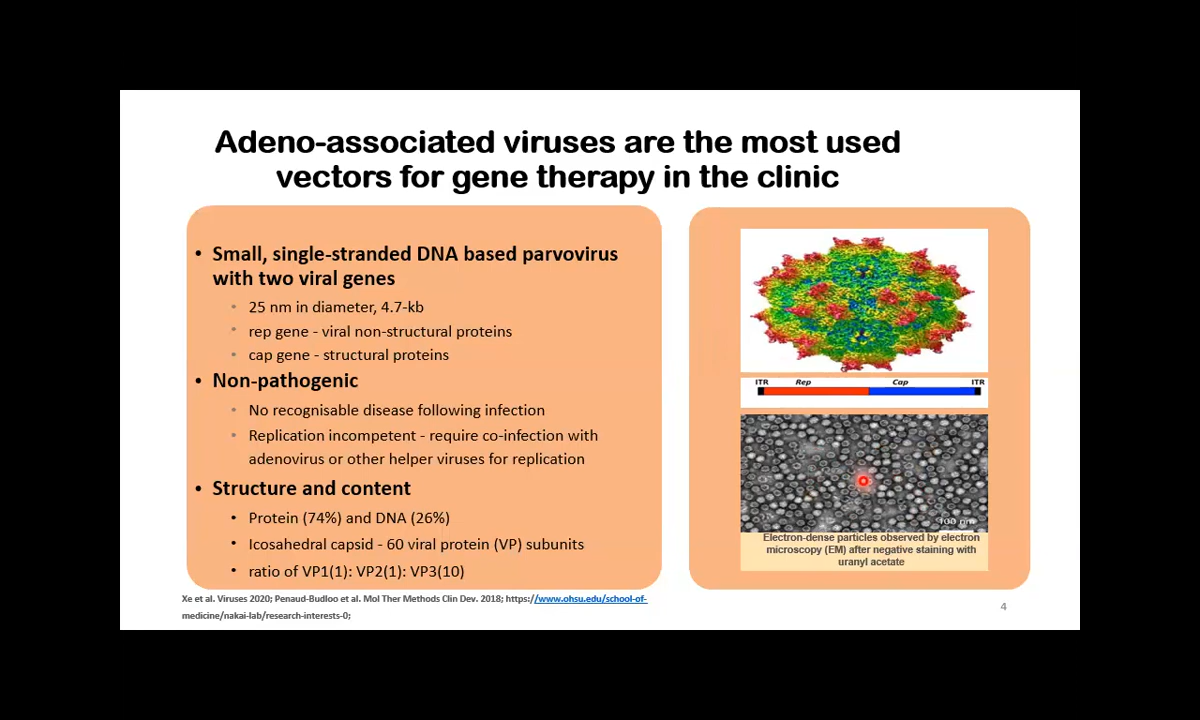 Adeno-associated viruses are the most used
vectors for gene therapy in the clinic
• Small, single-stranded DNA based parvovirus
with two viral genes
• 25 nm in diameter, 4.7-kb
• rep gene - viral non-structural proteins
• cap gene - structural proteins
• Non-pathogenic
• No recognisable disease following infection
• Replication incompetent - require co-infection with
adenovirus or other helper viruses for replication
• Structure and content
• Protein (74%) and DNA (26%)
• Icosahedral capsid - 60 viral protein (VP) subunits
• ratio of VP1(1): VP2(1): VP3(10)
ITR Rep Cap ITR
100 nm
Electron-dense particles observed by electron
microscopy (EM) after negative staining with
uranyl acetate
Xe et al. Viruses 2020; Penaud-Budloo et al. Mol Ther Methods Clin Dev. 2018; https://www.ohsu.edu/school-of-
medicine/nakai-lab/research-interests-0;
4